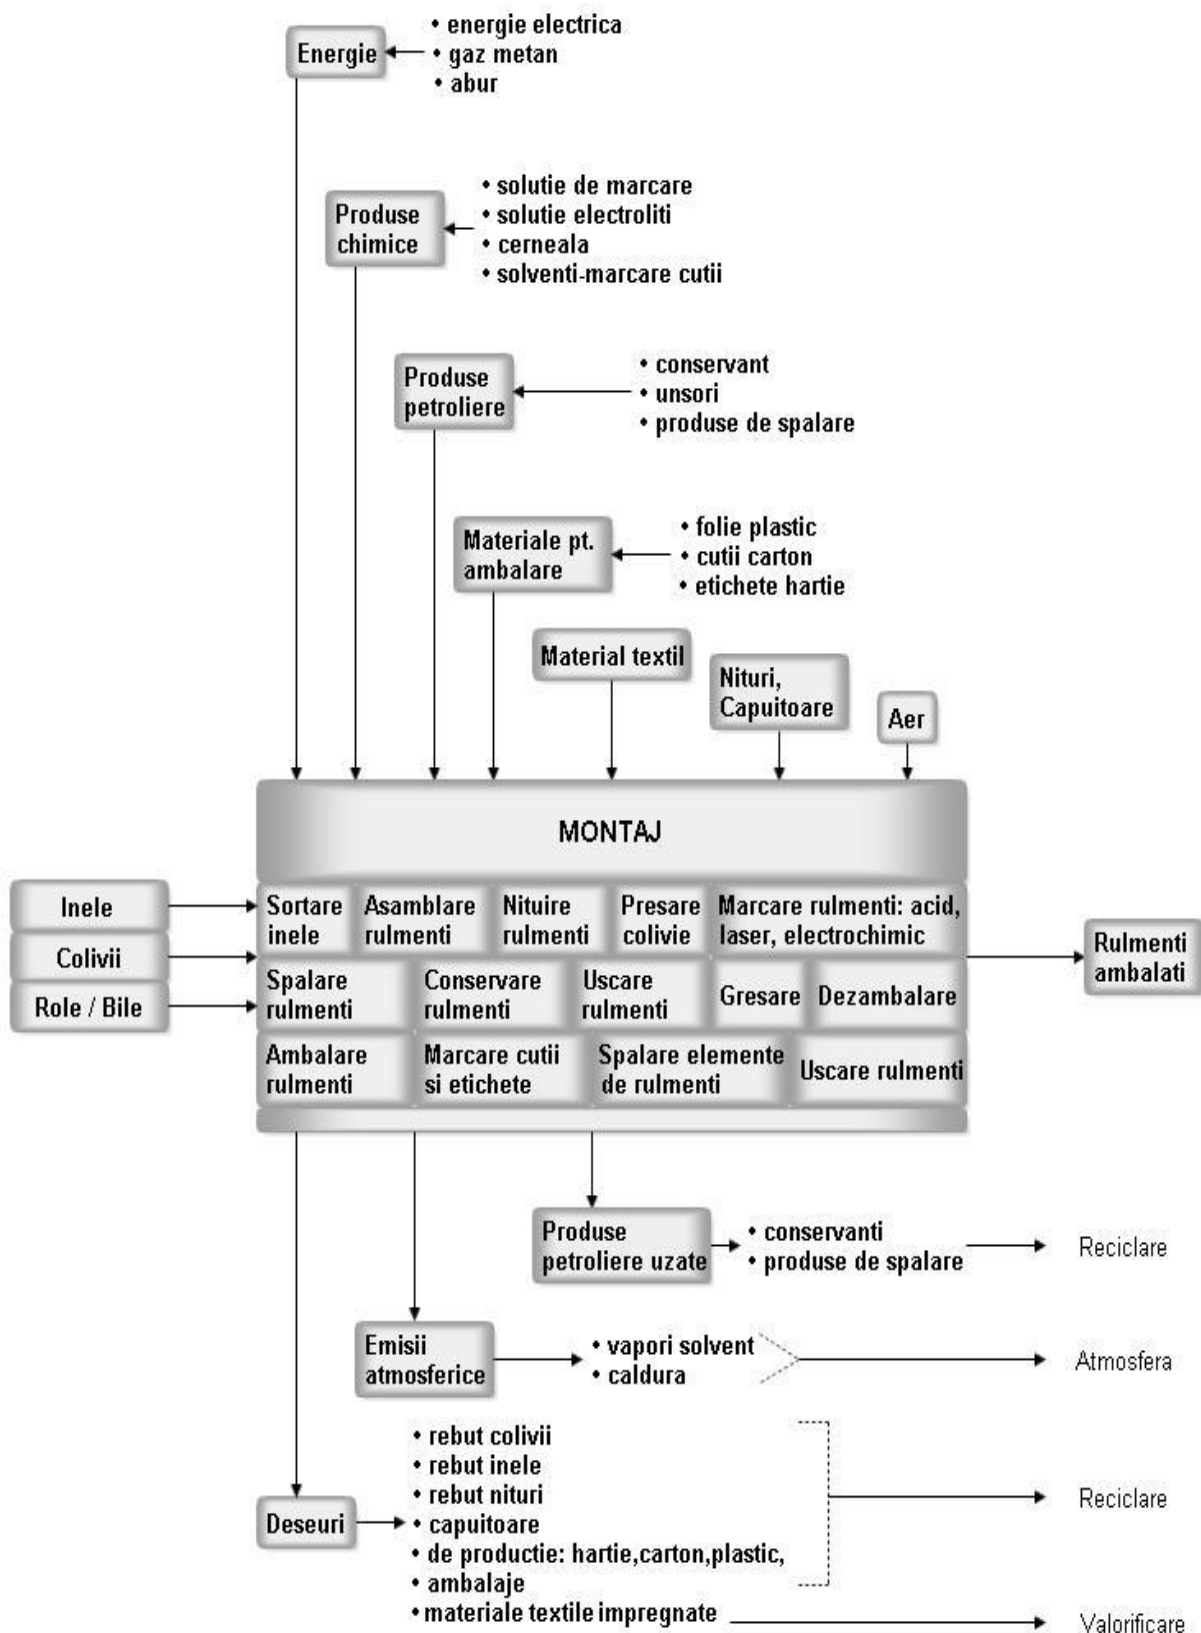 Energie
• energie electrica
• gaz metan
• abur
Produse
chimice
• solutie de marcare
• solutie electroliti
• cerneala
• solventi-marcare cutii
Produse
petroliere
• conservant
• unsori
• produse de spalare
Materiale pt.
ambalare
• folie plastic
• cutii carton
• etichete hartie
Material textil
Nituri,
Capuitoare
Aer
MONTAJ
Inele
Colivii
Role / Bile
Sortare
inele
Asamblare
rulmenti
Nituire
rulmenti
Presare
colivie
Marcare rulmenti: acid,
laser, electrochimic
Spalare
rulmenti
Conservare
rulmenti
Uscare
rulmenti
Gresare
Dezambalare
Ambalare
rulmenti
Marcare cutii
si etichete
Spalare elemente
de rulmenti
Uscare rulmenti
Rulmenti
ambalati
Produse
petroliere uzate
• conservanti
• produse de spalare
Reciclare
Emisii
atmosferice
• vapori solvent
• caldura
Atmosfera
Deseuri
• rebut colivii
• rebut inele
• rebut nituri
• capuitoare
• de productie: hartie,carton,plastic,
• ambalaje
• materiale textile impregnate
Reciclare
Valorificare